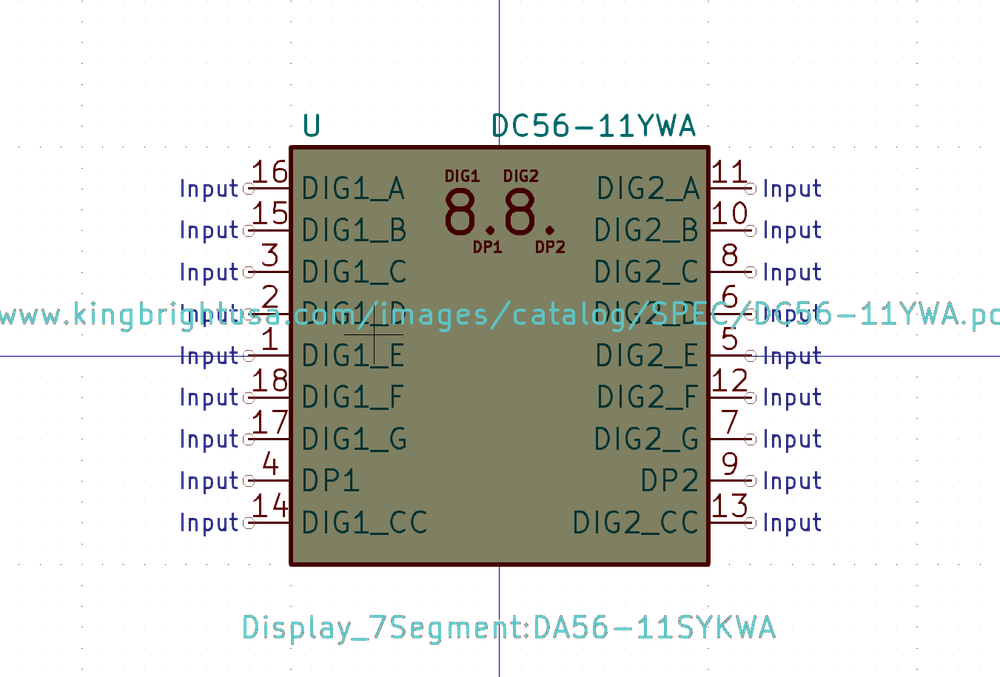 U DC56-11YWA
DIG1 DIG2
8.8.
DP1 DP2
Input 16 DIG1_A DIG2_A 11 Input
Input 15 DIG1_B DIG2_B 10 Input
Input 3 DIG1_C DIG2_C 8 Input
Input 2 DIG1_D DIG2_D 6 Input
www.kingbrightusa.com/images/catalog/SPEC/DC56-11YWA.pd
Input 1 DIG1_E DIG2_E 5 Input
Input 18 DIG1_F DIG2_F 12 Input
Input 17 DIG1_G DIG2_G 7 Input
Input 4 DP1 DP2 9 Input
Input 14 DIG1_CC DIG2_CC 13 Input
Display_7Segment:DA56-11SYKWA